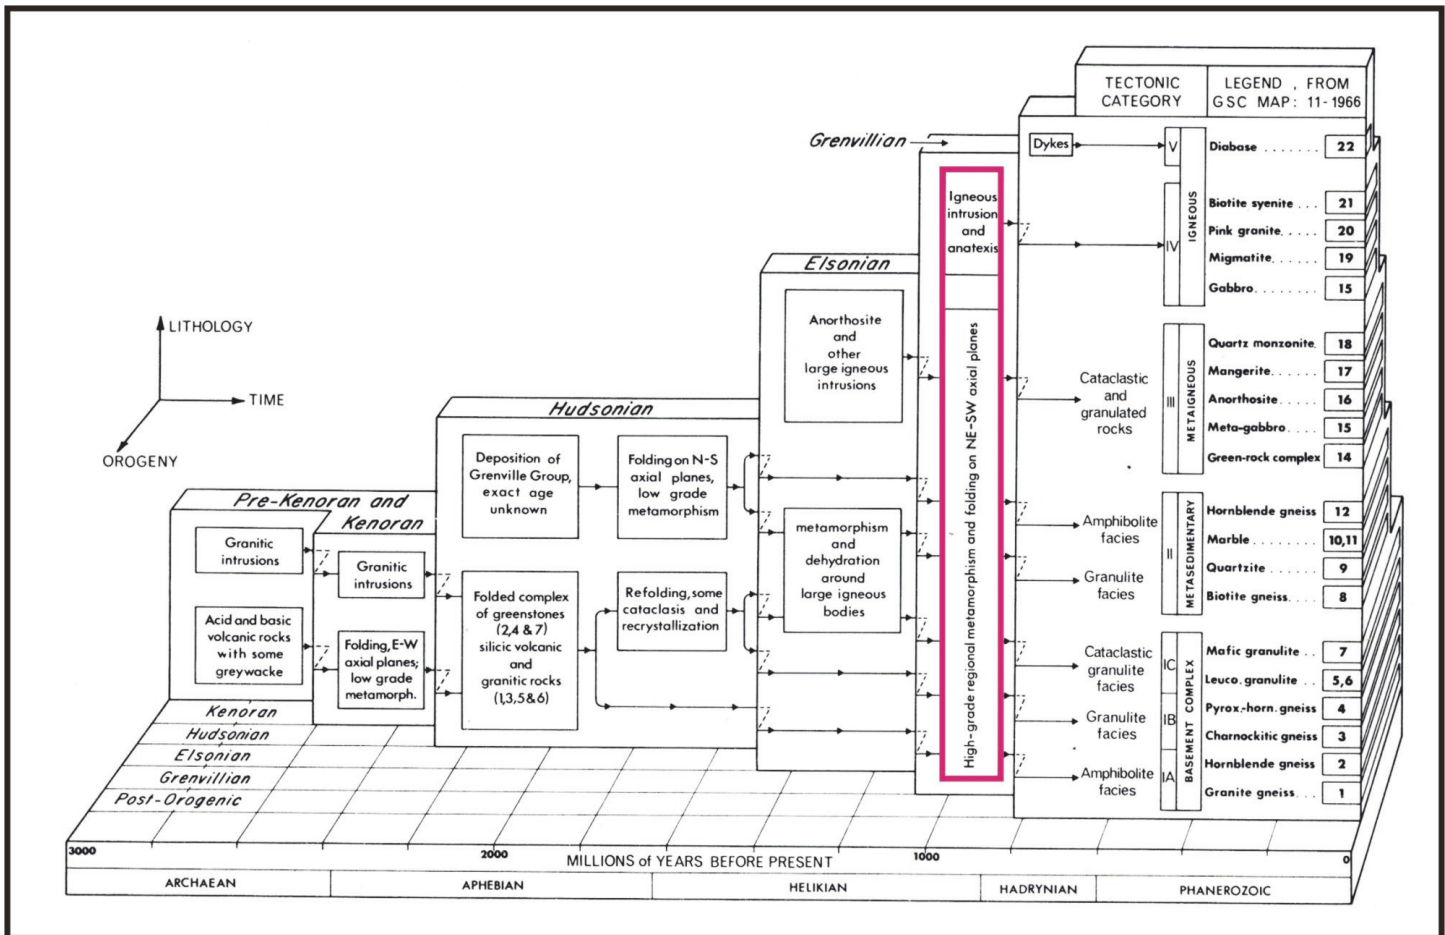 TECTONIC
CATEGORY
LEGEND , FROM
GSC MAP: 11-1966
Grenvillian
Dykes
V
Diabase ....... 22
Igneous
intrusion
and
anatexis
IV
IGNEOUS
Biotite syenite ... 21
Pink granite..... 20
Migmatite...... 19
Gabbro........ 15
Elsonian
Anorthosite
and
other
large igneous
intrusions
High-grade regional metamorphism and folding on NE-SW axial planes
Cataclastic
and
granulated
rocks
III
METAIGNEOUS
Quartz monzonite. 18
Mangerite...... 17
Anorthosite..... 16
Meta-gabbro .... 15
Green-rock complex 14
LITHOLOGY
TIME
OROGENY
Hudsonian
Deposition of
Grenville Group,
exact age
unknown
Folding on N-S
axial planes,
low grade
metamorphism
metamorphism
and
dehydration
around
large igneous
bodies
Amphibolite
facies
Granulite
facies
II
METASEDIMENTARY
Hornblende gneiss 12
Marble ........ 10,11
Quartzite ...... 9
Biotite gneiss ... 8
Pre-Kenoran and
Kenoran
Granitic
intrusions
Granitic
intrusions
Acid and basic
volcanic rocks
with some
greywacke
Folding, E-W
axial planes;
low grade
metamorph.
Folded complex
of greenstones
(2,4 & 7)
silicic volcanic
and
granitic rocks
(1,3,5 & 6)
Refolding, some
cataclasis and
recrystallization
Cataclastic
granulite
facies
IC
Granulite
facies
IB
Amphibolite
facies
IA
BASEMENT COMPLEX
Mafic granulite .. 7
Leuco. granulite .. 5,6
Pyrox.-horn. gneiss 4
Charnockitic gneiss 3
Hornblende gneiss 2
Granite gneiss... 1
Kenoran
Hudsonian
Elsonian
Grenvillian
Post-Orogenic
3000 2000 1000 0
MILLIONS of YEARS BEFORE PRESENT
ARCHAEAN APHEBIAN HELIKIAN HADRYNIAN PHANEROZOIC